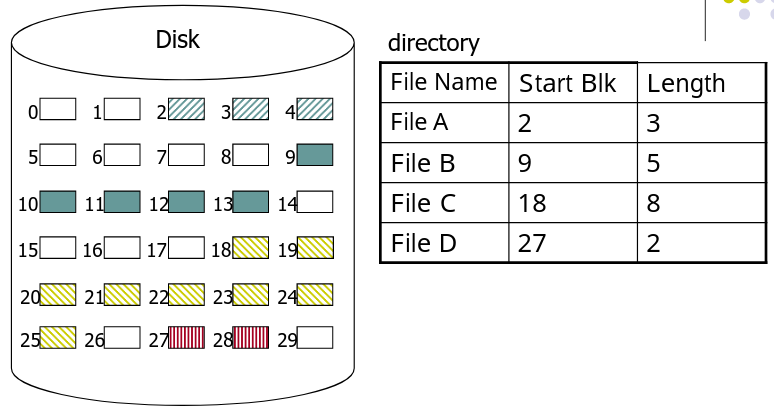 Disk
0 1 2 3 4
5 6 7 8 9
10 11 12 13 14
15 16 17 18 19
20 21 22 23 24
25 26 27 28 29
directory
File Name Start Blk Length
File A 2 3
File B 9 5
File C 18 8
File D 27 2